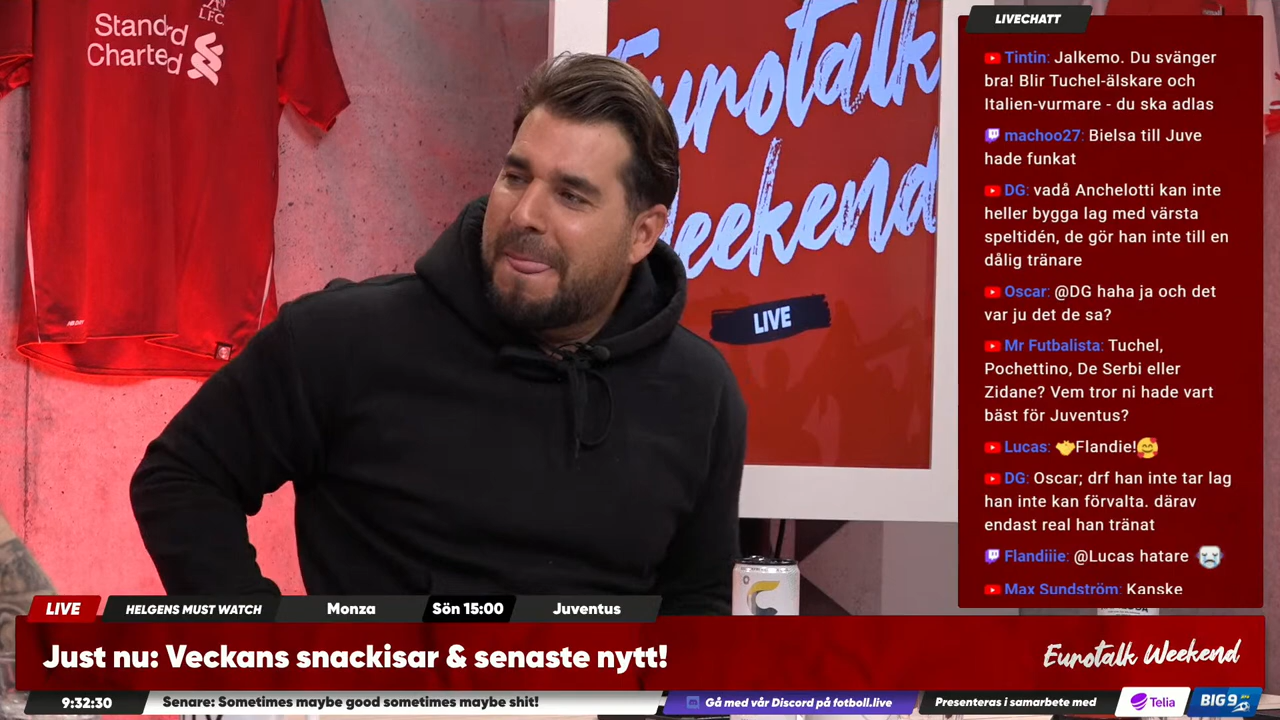 Standard
Chartered
LFC
Eurotalk
Weekend
LIVE
LIVECHATT
Tintin: Jalkemo. Du svänger
bra! Blir Tuchel-älskare och
Italien-vurmare - du ska adlas
machoo27: Bielsa till Juve
hade funkat
DG: vadå Anchelotti kan inte
heller bygga lag med värsta
speltidén, de gör han inte till en
dålig tränare
Oscar: @DG haha ja och det
var ju det de sa?
Mr Futbalista: Tuchel,
Pochettino, De Serbi eller
Zidane? Vem tror ni hade vart
bäst för Juventus?
Lucas: 🤝Flandie!🥰
DG: Oscar; drf han inte tar lag
han inte kan förvalta. därav
endast real han tränat
Flandiiie: @Lucas hatare
Max Sundström: Kanske
LIVE HELGENS MUST WATCH Monza Sön 15:00 Juventus
Just nu: Veckans snackisar & senaste nytt!
Eurotalk Weekend
9:32:30 Senare: Sometimes maybe good sometimes maybe shit! Gå med vår Discord på fotboll.live Presenteras i samarbete med Telia BIG9